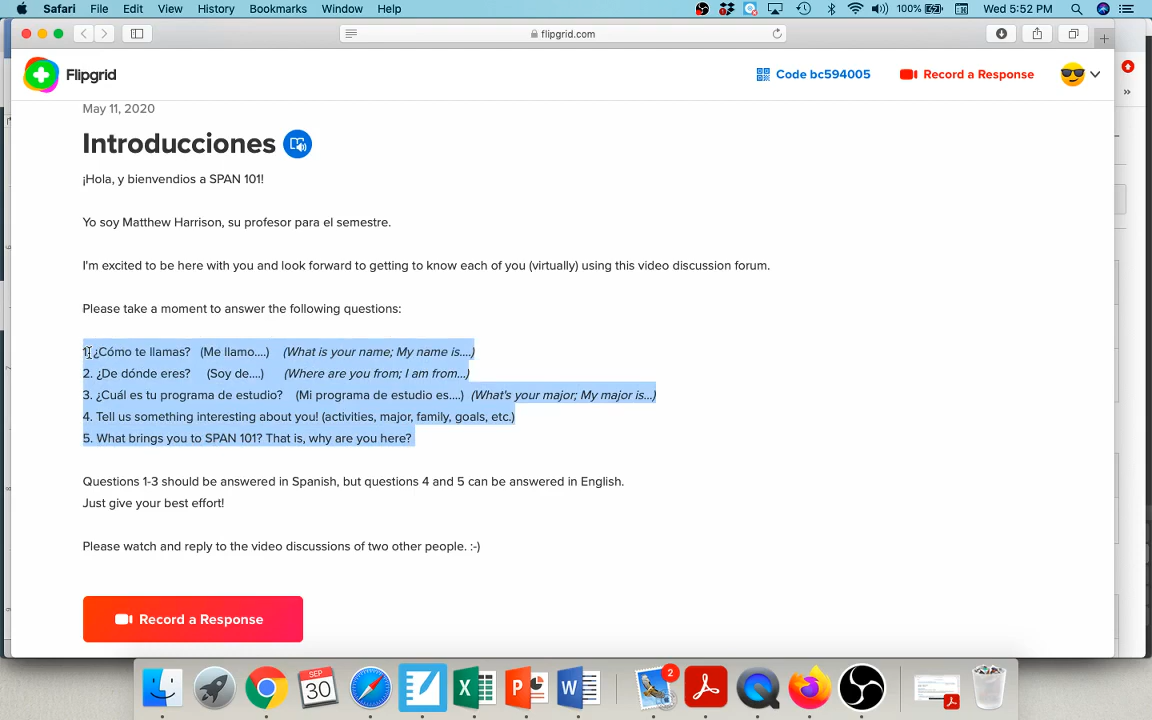 Safari File Edit View History Bookmarks Window Help 100% Wed 5:52 PM
flipgrid.com
Flipgrid Code bc594005 Record a Response
May 11, 2020
Introducciones
¡Hola, y bienvendios a SPAN 101!
Yo soy Matthew Harrison, su profesor para el semestre.
I'm excited to be here with you and look forward to getting to know each of you (virtually) using this video discussion forum.
Please take a moment to answer the following questions:
1. ¿Cómo te llamas? (Me llamo....) (What is your name; My name is....)
2. ¿De dónde eres? (Soy de....) (Where are you from; I am from...)
3. ¿Cuál es tu programa de estudio? (Mi programa de estudio es....) (What's your major; My major is...)
4. Tell us something interesting about you! (activities, major, family, goals, etc.)
5. What brings you to SPAN 101? That is, why are you here?
Questions 1-3 should be answered in Spanish, but questions 4 and 5 can be answered in English.
Just give your best effort!
Please watch and reply to the video discussions of two other people. :-)
Record a Response
SEP
30
X P W
2